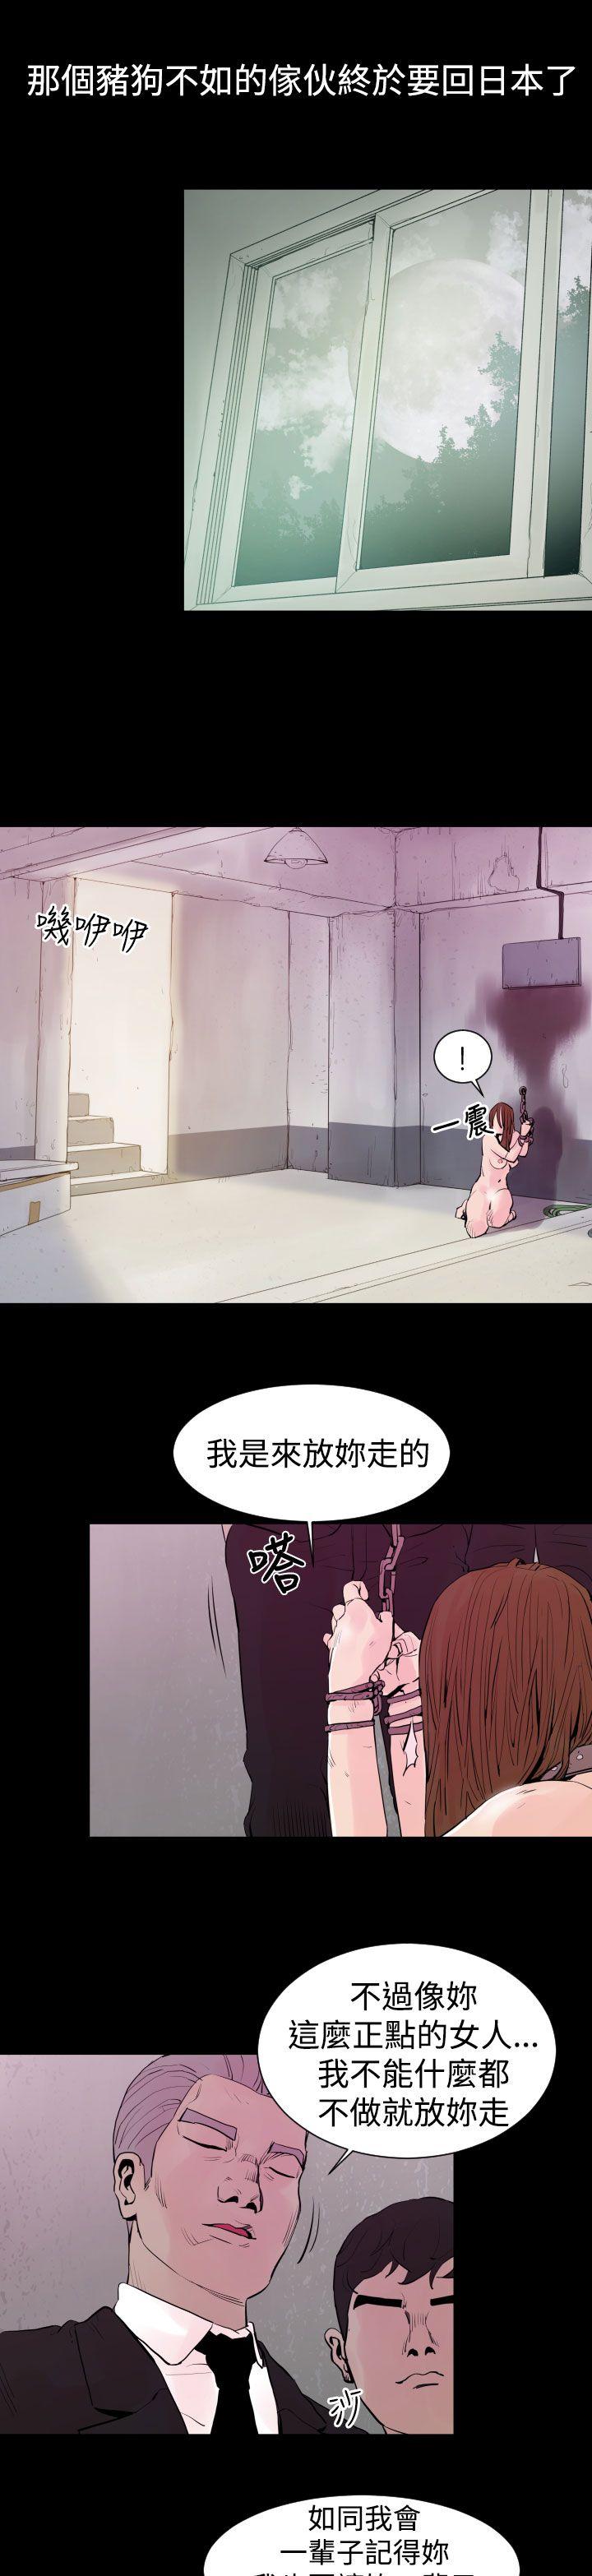 那個豬狗不如的傢伙終於要回日本了
嘰咿咿
!
一震
我是來放妳走的
嗒
不過像妳
這麼正點的女人...
我不能什麼都
不做就放妳走
沙
如同我會
一輩子記得妳